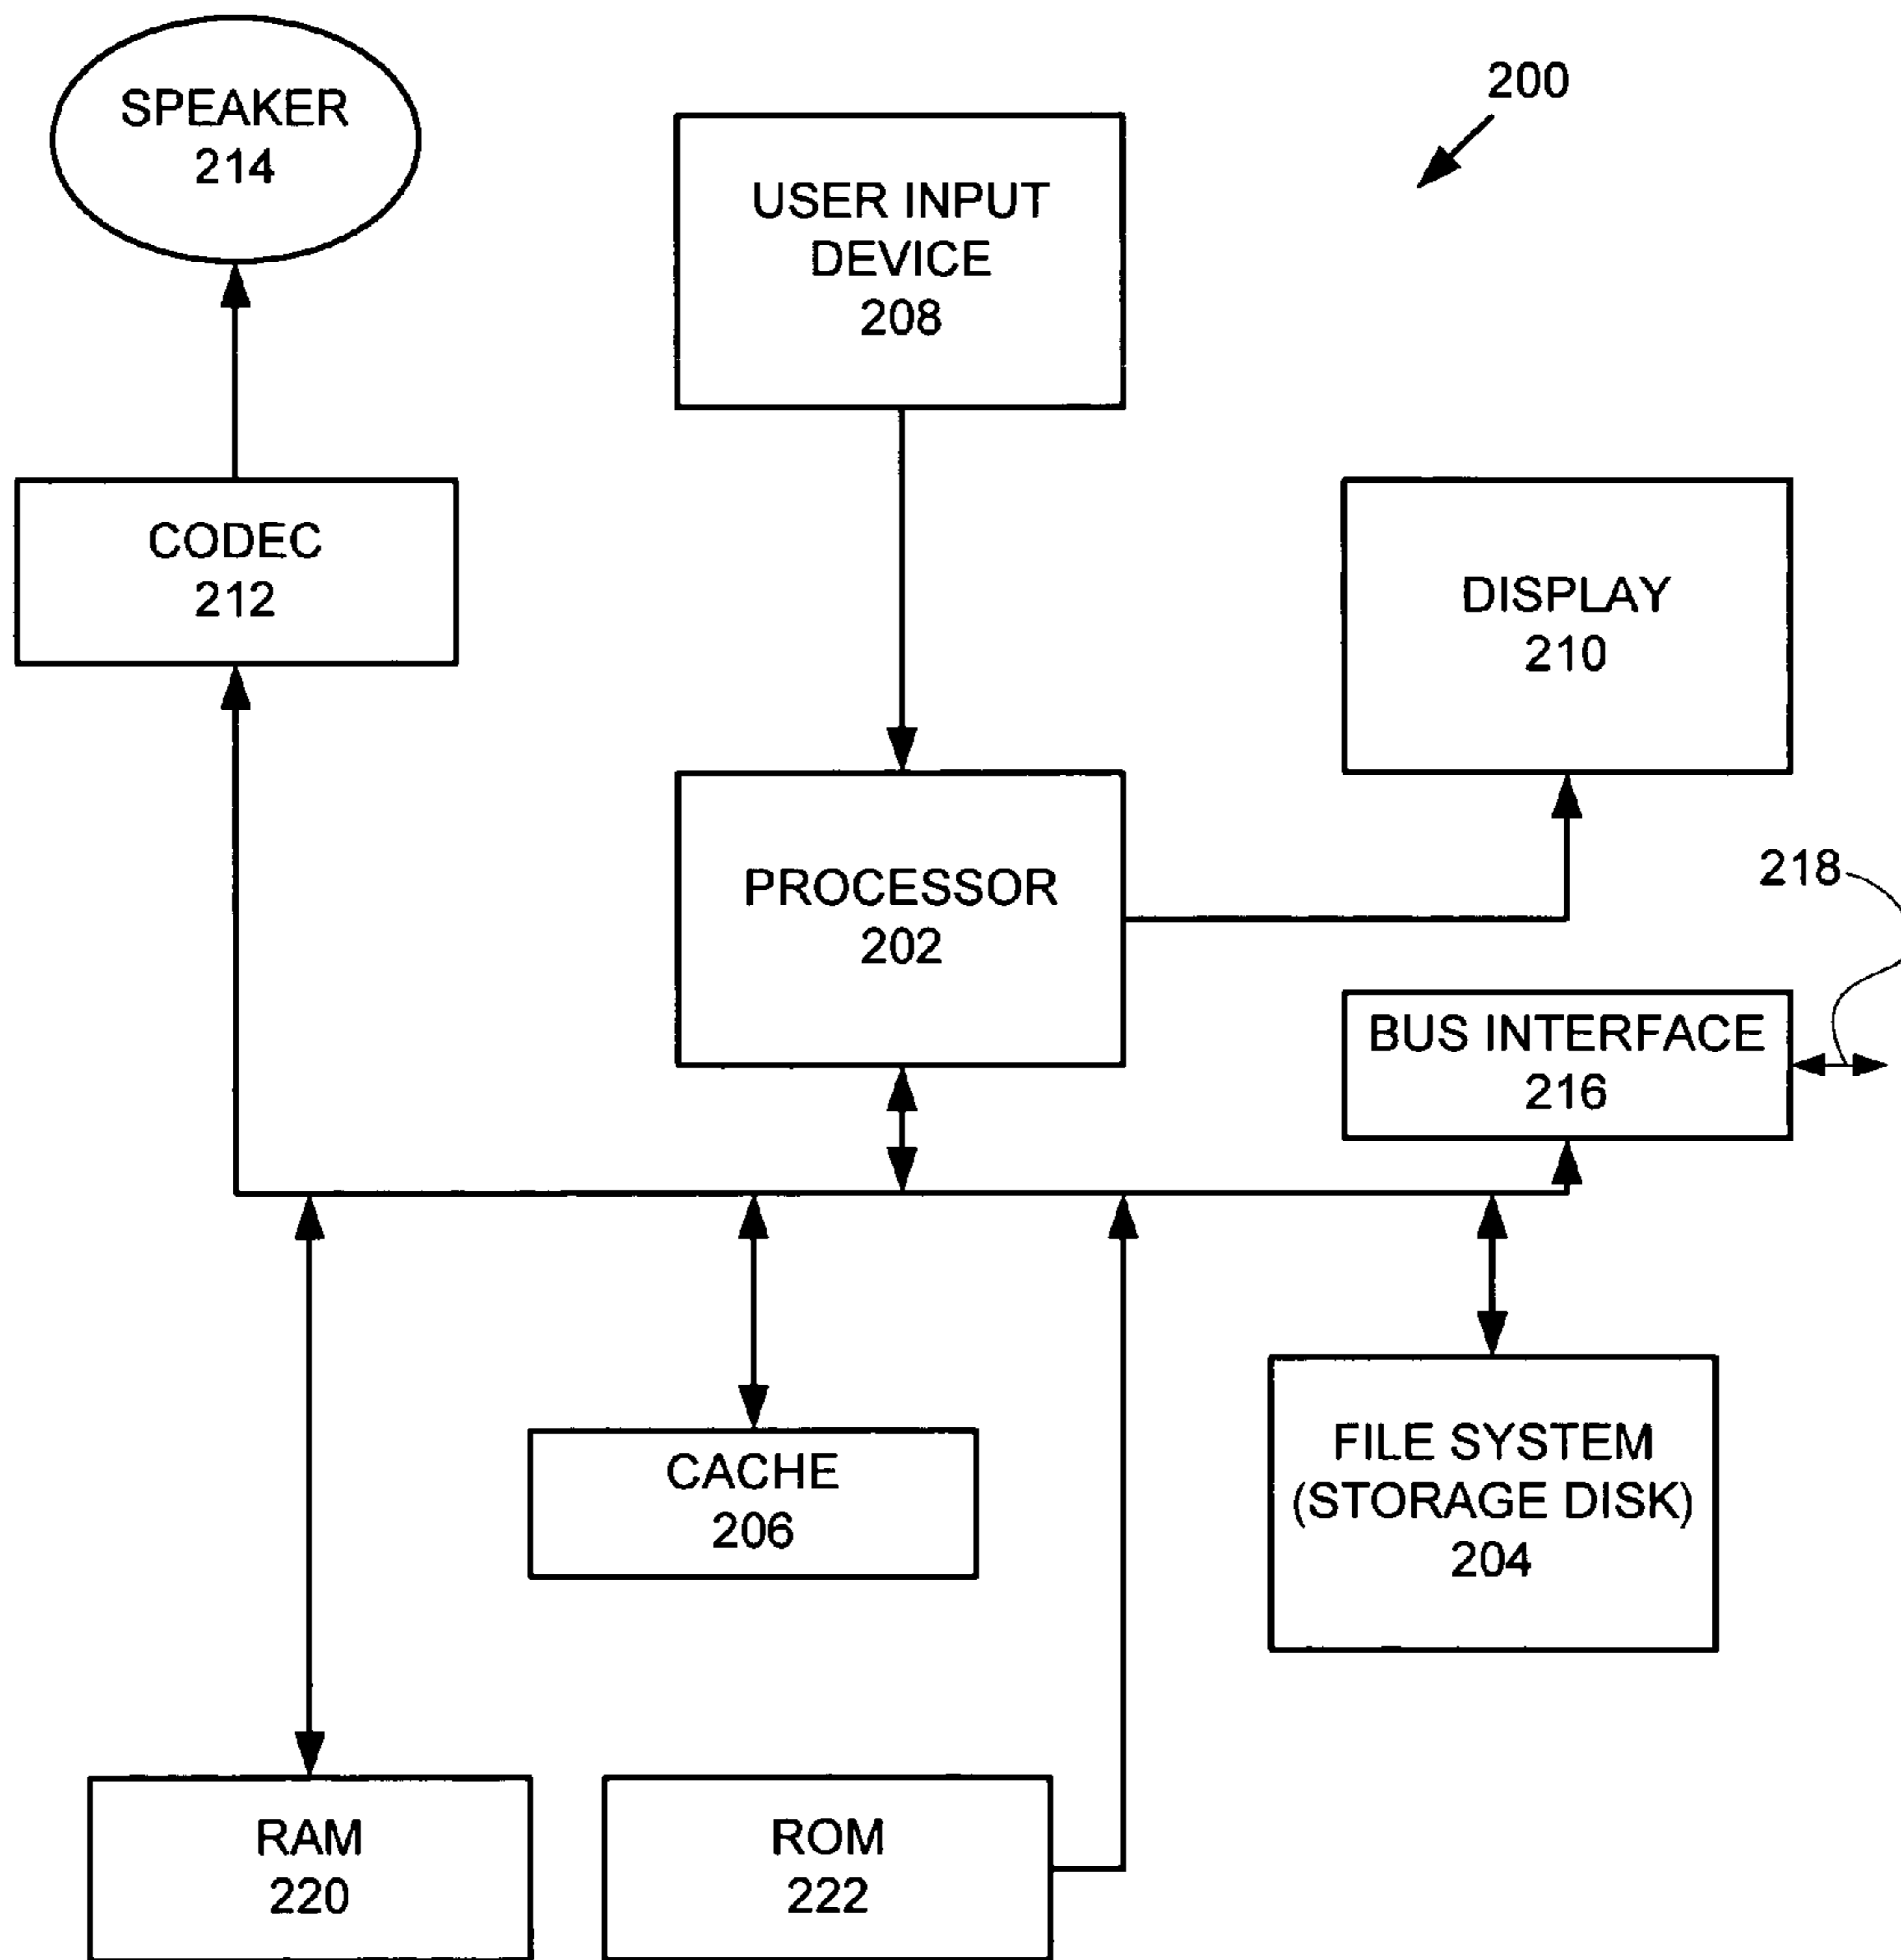 SPEAKER
214
200
USER INPUT
DEVICE
208
CODEC
212
DISPLAY
210
PROCESSOR
202
218
BUS INTERFACE
216
CACHE
206
FILE SYSTEM
(STORAGE DISK)
204
RAM
220
ROM
222